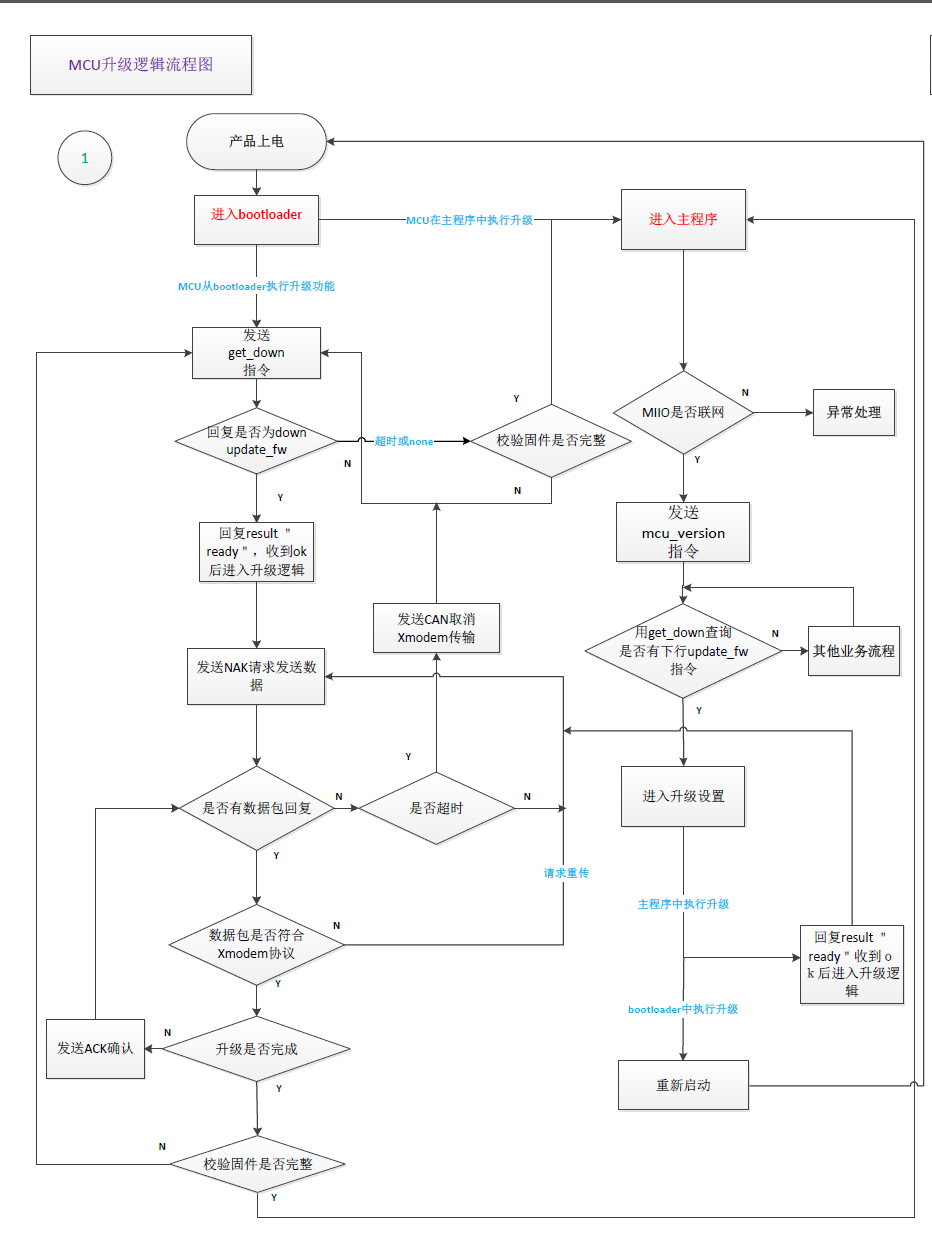 MCU升级逻辑流程图
1
产品上电
进入bootloader
MCU在主程序中执行升级
进入主程序
MCU从bootloader执行升级功能
发送
get_down
指令
Y
N
MIIO是否联网
异常处理
回复是否为down
update_fw
超时或none
校验固件是否完整
N
Y
N
Y
回复result "
ready" ，收到ok
后进入升级逻辑
发送
mcu_version
指令
发送CAN取消
Xmodem传输
用get_down查询
是否有下行update_fw
指令
N
其他业务流程
发送NAK请求发送数
据
Y
Y
进入升级设置
是否有数据包回复
N
是否超时
N
Y
请求重传
主程序中执行升级
数据包是否符合
Xmodem协议
N
回复result "
ready" 收到 o
k 后进入升级逻
辑
Y
bootloader中执行升级
发送ACK确认
N
升级是否完成
Y
重新启动
N
校验固件是否完整
Y